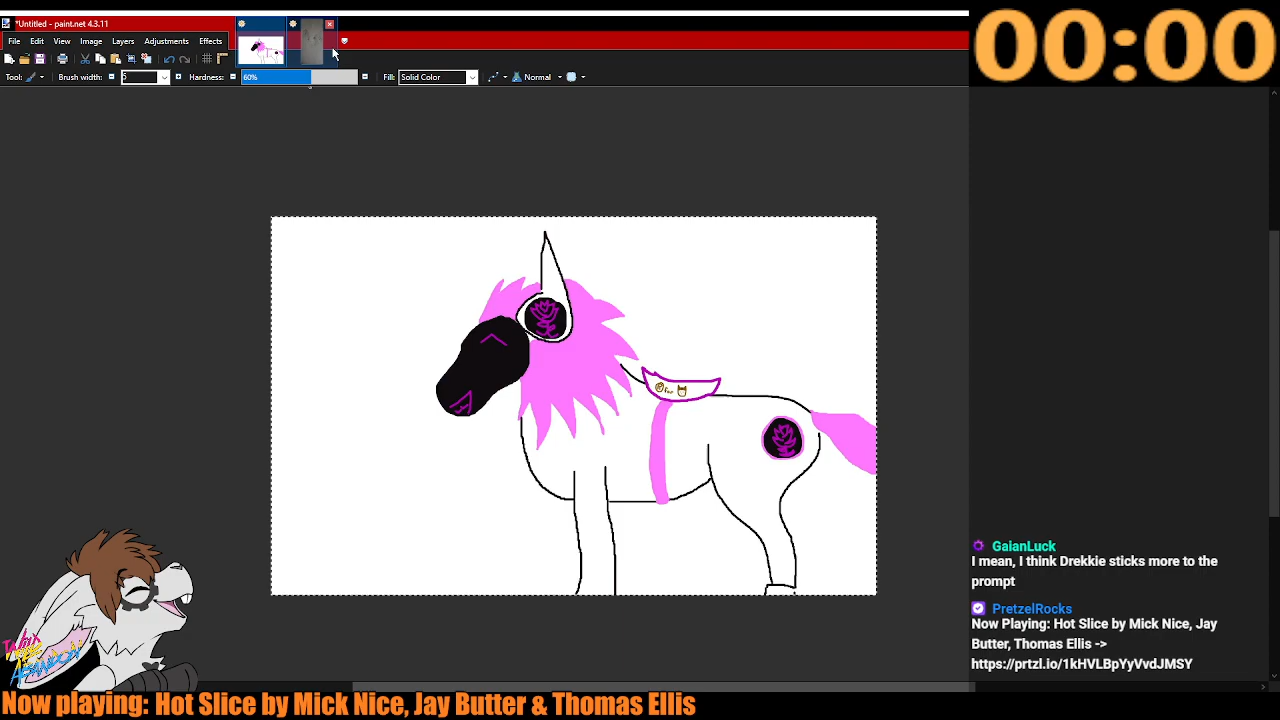 *Untitled - paint.net 4.3.11
00:00
File Edit View Image Layers Adjustments Effects
Tool: Brush width: 5 Hardness: 60% Fill: Solid Color Normal
for
GaianLuck
I mean, I think Drekkie sticks more to the
prompt
PretzelRocks
Now Playing: Hot Slice by Mick Nice, Jay
Butter, Thomas Ellis ->
https://prtzl.io/1kHVLBpYyVvdJMSY
Now playing: Hot Slice by Mick Nice, Jay Butter & Thomas Ellis